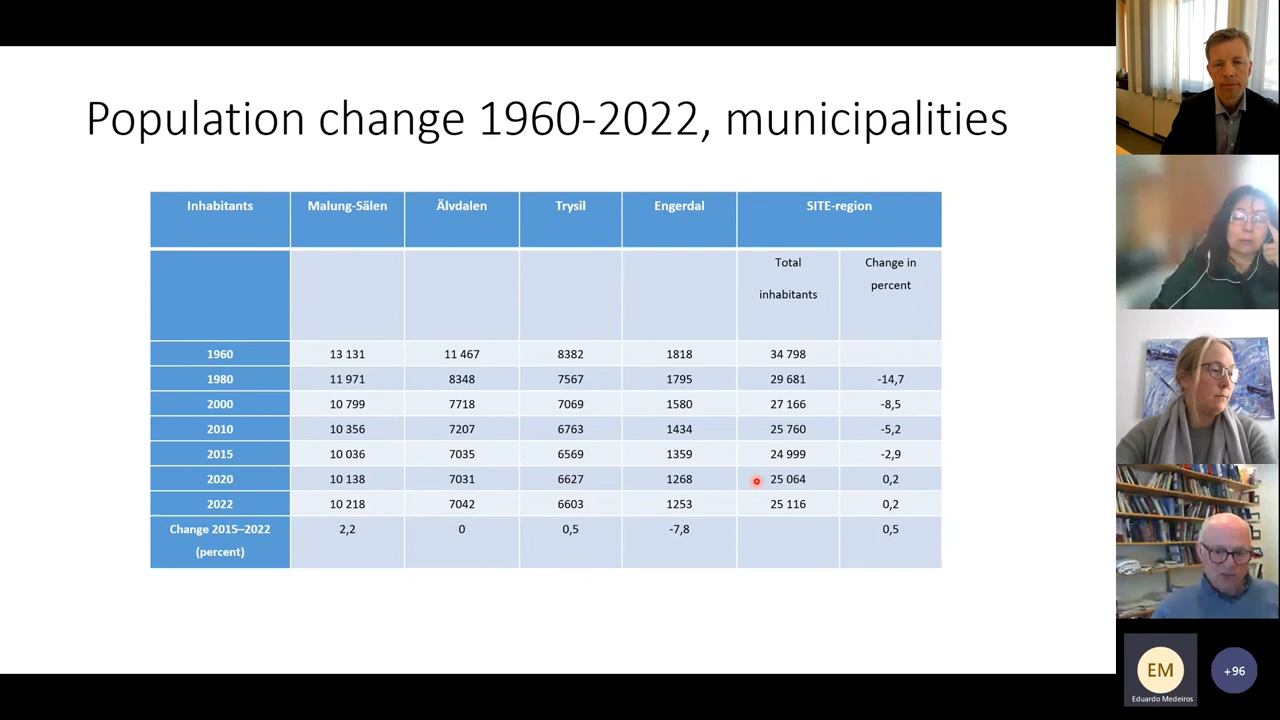 Population change 1960-2022, municipalities
Inhabitants Malung-Sälen Älvdalen Trysil Engerdal SITE-region
Total inhabitants Change in percent
1960 13 131 11 467 8382 1818 34 798
1980 11 971 8348 7567 1795 29 681 -14,7
2000 10 799 7718 7069 1580 27 166 -8,5
2010 10 356 7207 6763 1434 25 760 -5,2
2015 10 036 7035 6569 1359 24 999 -2,9
2020 10 138 7031 6627 1268 25 064 0,2
2022 10 218 7042 6603 1253 25 116 0,2
Change 2015–2022 (percent) 2,2 0 0,5 -7,8 0,5
EM
Eduardo Medeiros
+96